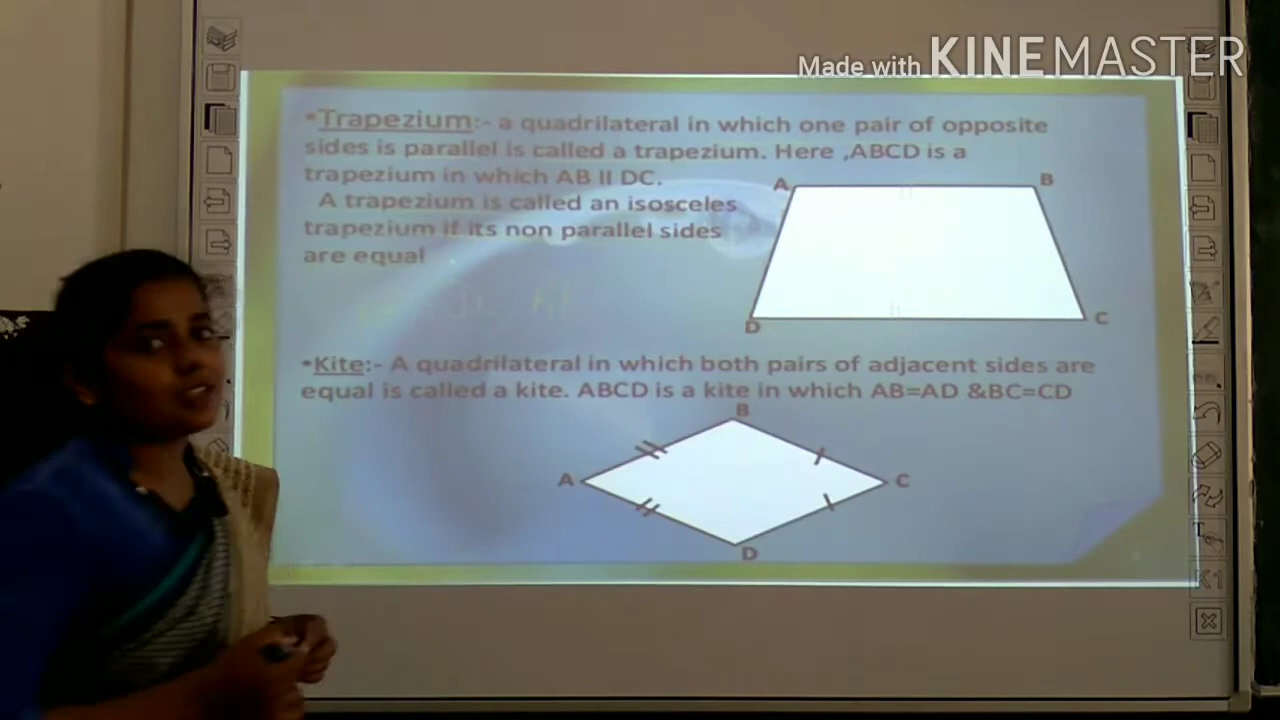 Made with KINEMASTER
•Trapezium:- a quadrilateral in which one pair of opposite
sides is parallel is called a trapezium. Here ,ABCD is a
trapezium in which AB II DC.
A trapezium is called an isosceles
trapezium if its non parallel sides
are equal
A B
D C
•Kite:- A quadrilateral in which both pairs of adjacent sides are
equal is called a kite. ABCD is a kite in which AB=AD &BC=CD
B
A C
D
T
K1